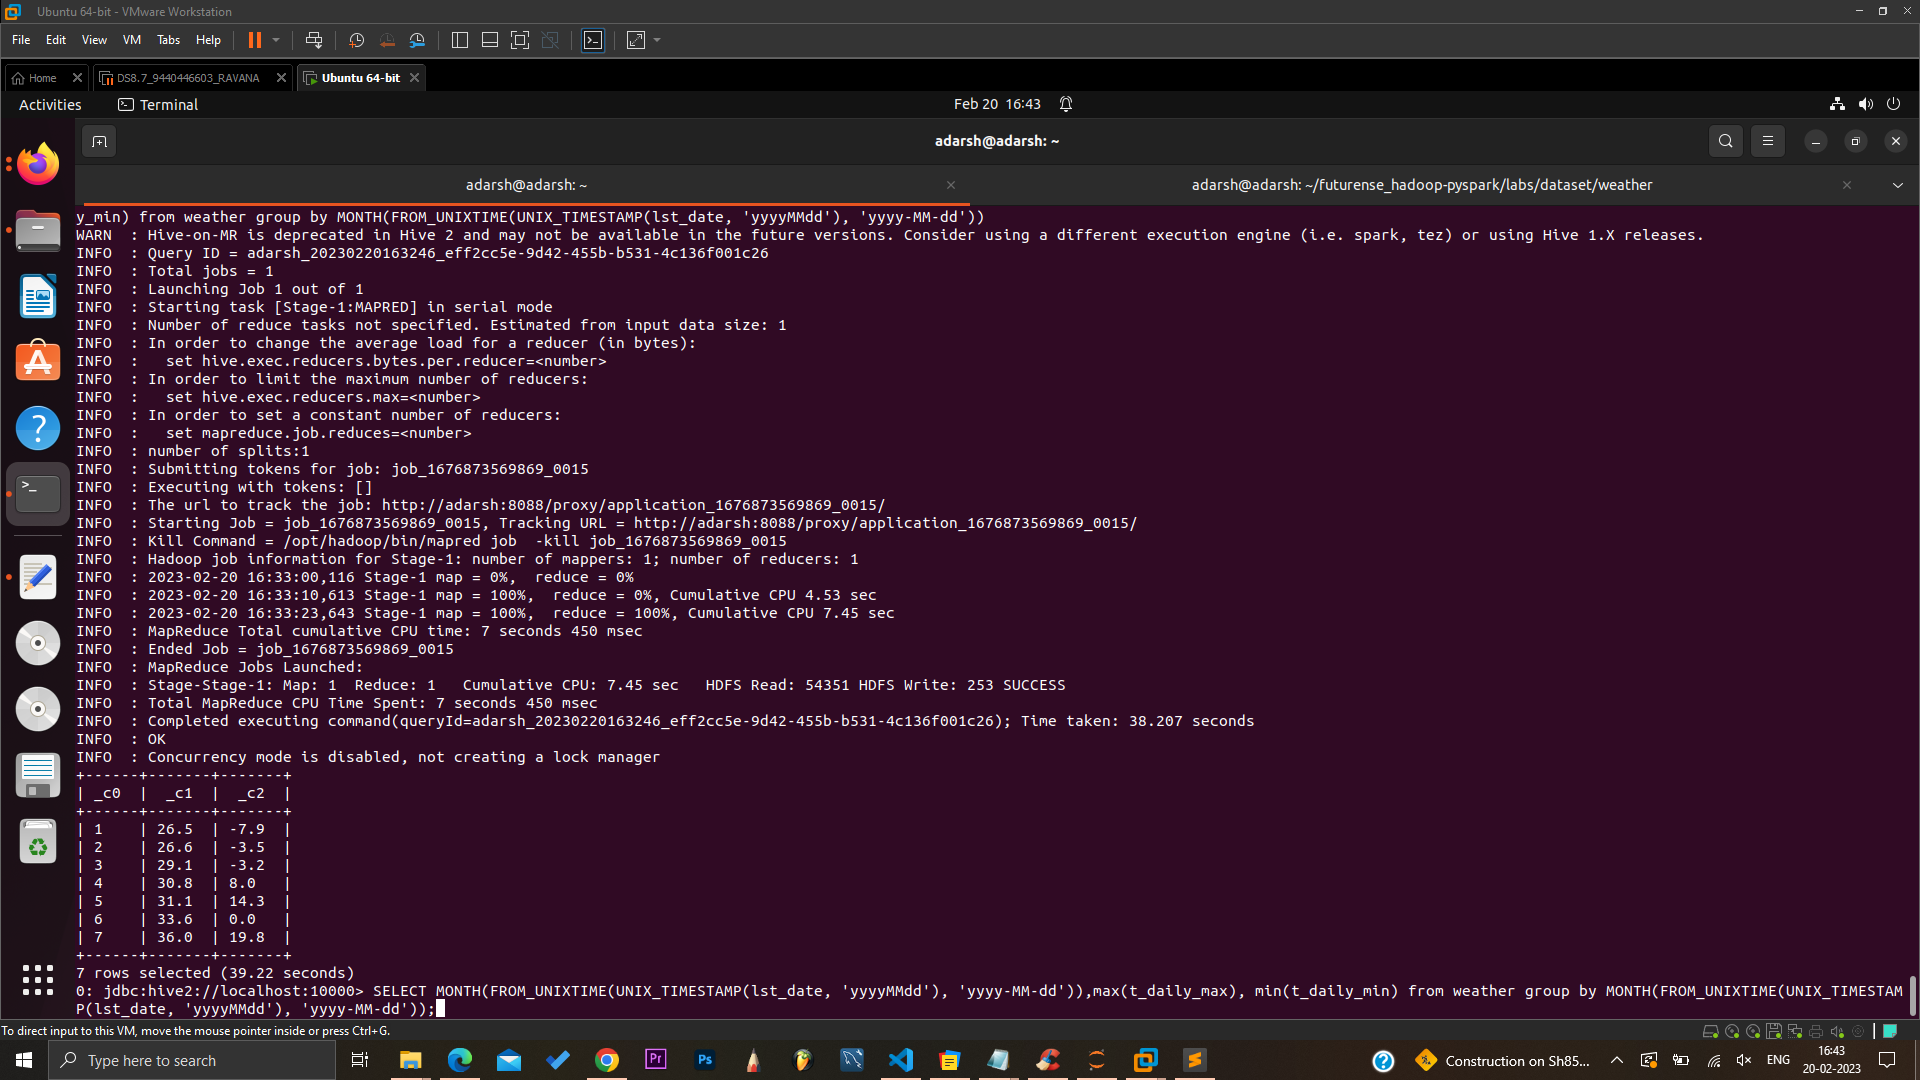 Ubuntu 64-bit - VMware Workstation
File Edit View VM Tabs Help
Home DS8.7_9440446603_RAVANA Ubuntu 64-bit
Activities Terminal Feb 20 16:43
adarsh@adarsh: ~
adarsh@adarsh: ~ adarsh@adarsh: ~/futurense_hadoop-pyspark/labs/dataset/weather
y_min) from weather group by MONTH(FROM_UNIXTIME(UNIX_TIMESTAMP(lst_date, 'yyyyMMdd'), 'yyyy-MM-dd'))
WARN : Hive-on-MR is deprecated in Hive 2 and may not be available in the future versions. Consider using a different execution engine (i.e. spark, tez) or using Hive 1.X releases.
INFO : Query ID = adarsh_20230220163246_eff2cc5e-9d42-455b-b531-4c136f001c26
INFO : Total jobs = 1
INFO : Launching Job 1 out of 1
INFO : Starting task [Stage-1:MAPRED] in serial mode
INFO : Number of reduce tasks not specified. Estimated from input data size: 1
INFO : In order to change the average load for a reducer (in bytes):
INFO : set hive.exec.reducers.bytes.per.reducer=<number>
INFO : In order to limit the maximum number of reducers:
INFO : set hive.exec.reducers.max=<number>
INFO : In order to set a constant number of reducers:
INFO : set mapreduce.job.reduces=<number>
INFO : number of splits:1
INFO : Submitting tokens for job: job_1676873569869_0015
INFO : Executing with tokens: []
INFO : The url to track the job: http://adarsh:8088/proxy/application_1676873569869_0015/
INFO : Starting Job = job_1676873569869_0015, Tracking URL = http://adarsh:8088/proxy/application_1676873569869_0015/
INFO : Kill Command = /opt/hadoop/bin/mapred job -kill job_1676873569869_0015
INFO : Hadoop job information for Stage-1: number of mappers: 1; number of reducers: 1
INFO : 2023-02-20 16:33:00,116 Stage-1 map = 0%, reduce = 0%
INFO : 2023-02-20 16:33:10,613 Stage-1 map = 100%, reduce = 0%, Cumulative CPU 4.53 sec
INFO : 2023-02-20 16:33:23,643 Stage-1 map = 100%, reduce = 100%, Cumulative CPU 7.45 sec
INFO : MapReduce Total cumulative CPU time: 7 seconds 450 msec
INFO : Ended Job = job_1676873569869_0015
INFO : MapReduce Jobs Launched:
INFO : Stage-Stage-1: Map: 1 Reduce: 1 Cumulative CPU: 7.45 sec HDFS Read: 54351 HDFS Write: 253 SUCCESS
INFO : Total MapReduce CPU Time Spent: 7 seconds 450 msec
INFO : Completed executing command(queryId=adarsh_20230220163246_eff2cc5e-9d42-455b-b531-4c136f001c26); Time taken: 38.207 seconds
INFO : OK
INFO : Concurrency mode is disabled, not creating a lock manager
+------+-------+-------+
| _c0 | _c1 | _c2 |
+------+-------+-------+
| 1 | 26.5 | -7.9 |
| 2 | 26.6 | -3.5 |
| 3 | 29.1 | -3.2 |
| 4 | 30.8 | 8.0 |
| 5 | 31.1 | 14.3 |
| 6 | 33.6 | 0.0 |
| 7 | 36.0 | 19.8 |
+------+-------+-------+
7 rows selected (39.22 seconds)
0: jdbc:hive2://localhost:10000> SELECT MONTH(FROM_UNIXTIME(UNIX_TIMESTAMP(lst_date, 'yyyyMMdd'), 'yyyy-MM-dd')),max(t_daily_max), min(t_daily_min) from weather group by MONTH(FROM_UNIXTIME(UNIX_TIMESTAM
P(lst_date, 'yyyyMMdd'), 'yyyy-MM-dd'));
To direct input to this VM, move the mouse pointer inside or press Ctrl+G.
Type here to search Pr Ps Construction on Sh85... ENG 16:43
20-02-2023